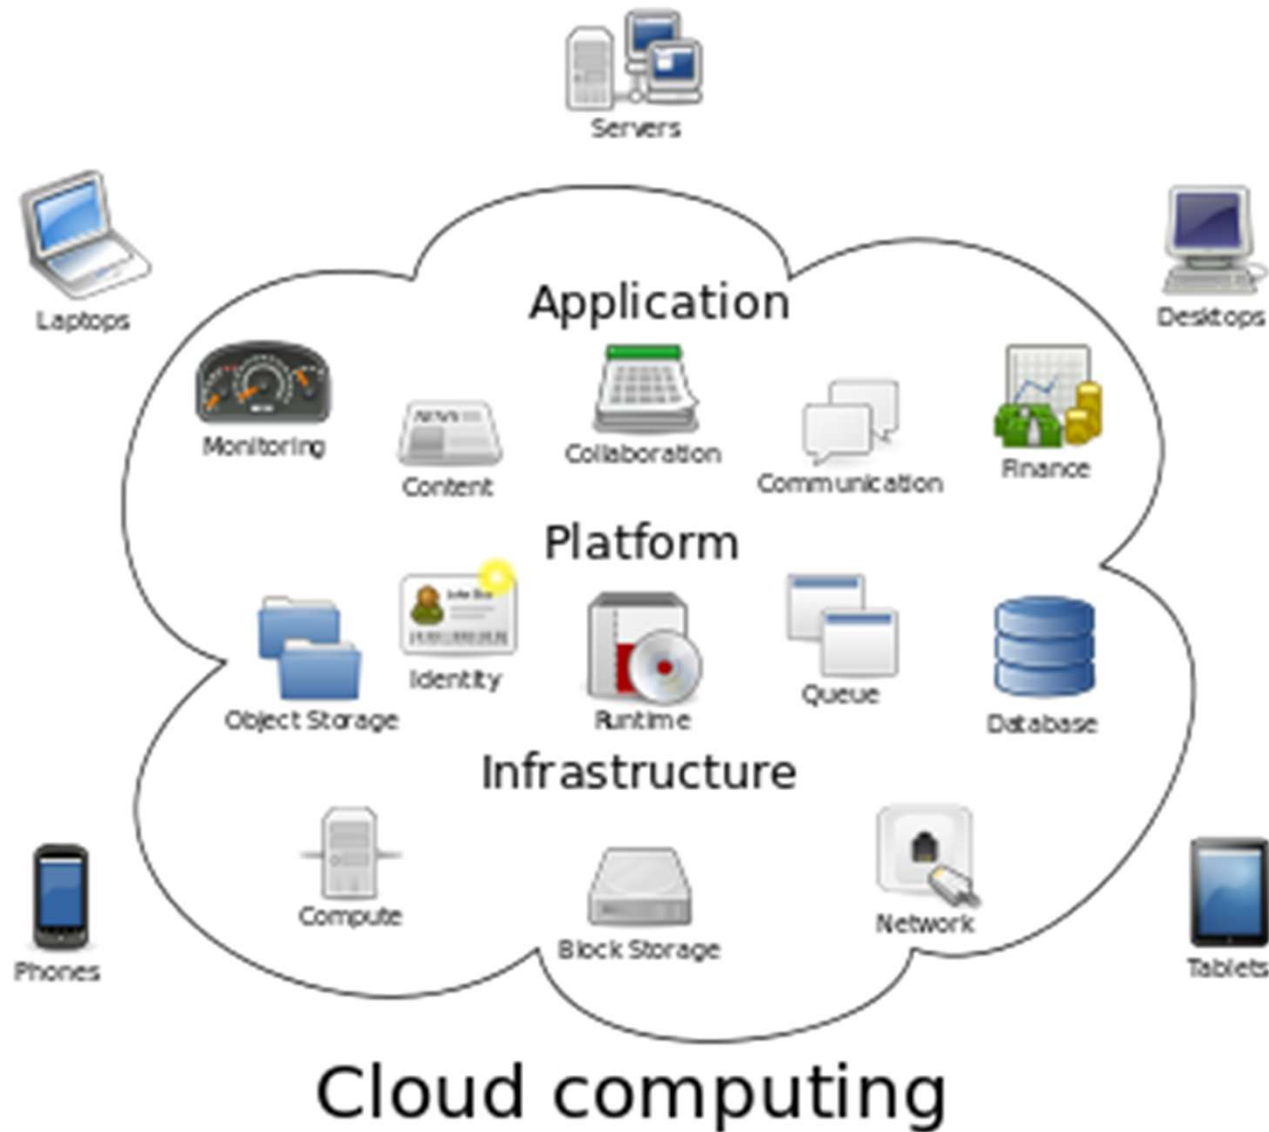 Servers
Laptops
Desktops
Application
Monitoring
Content
Collaboration
Communication
Finance
NEWS
Platform
Object Storage
Identity
Runtime
Queue
Database
Infrastructure
Compute
Block Storage
Network
Phones
Tablets
Cloud computing